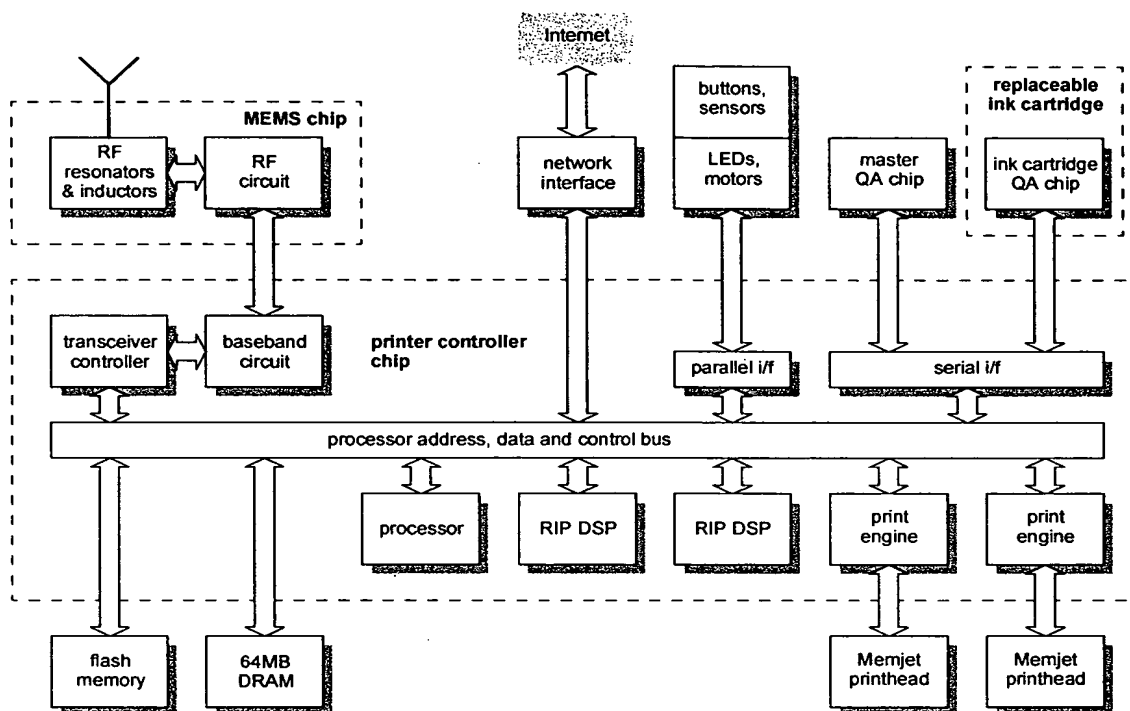 Internet
MEMS chip
RF
resonators
& inductors
RF
circuit
network
interface
buttons,
sensors
LEDs,
motors
master
QA chip
replaceable
ink cartridge
ink cartridge
QA chip
transceiver
controller
baseband
circuit
printer controller
chip
parallel i/f
serial i/f
processor address, data and control bus
processor
RIP DSP
RIP DSP
print
engine
print
engine
flash
memory
64MB
DRAM
Memjet
printhead
Memjet
printhead